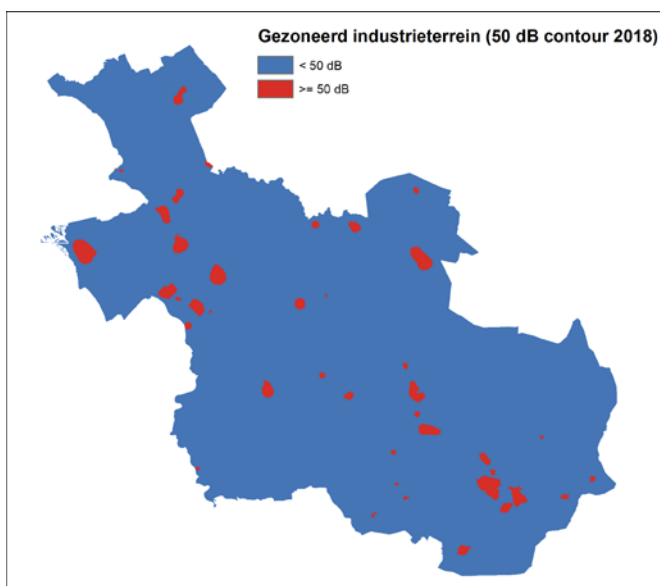 Gezoneerd industrieterrein (50 dB contour 2018)
< 50 dB
>= 50 dB